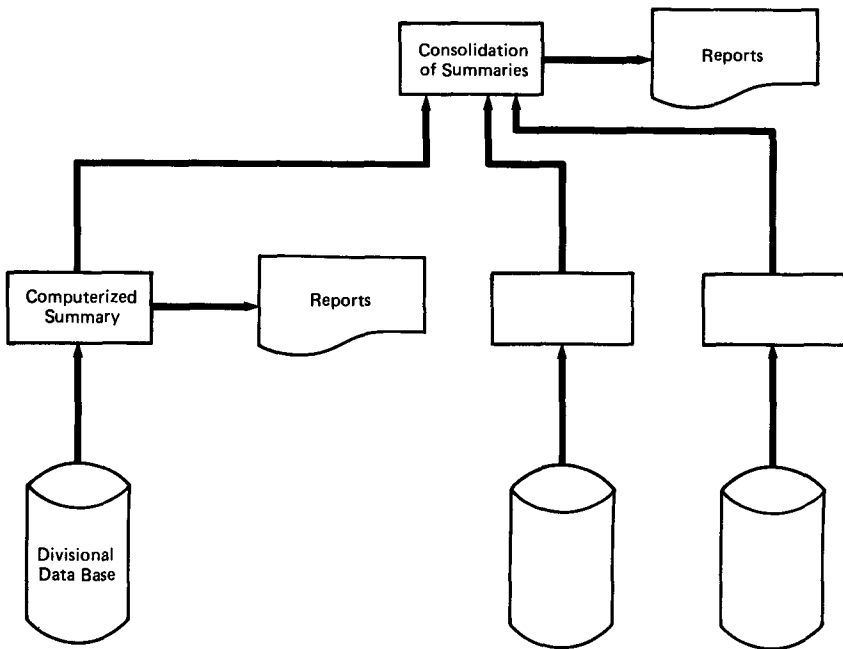 Consolidation
of Summaries
Reports
Computerized
Summary
Reports
Divisional
Data Base